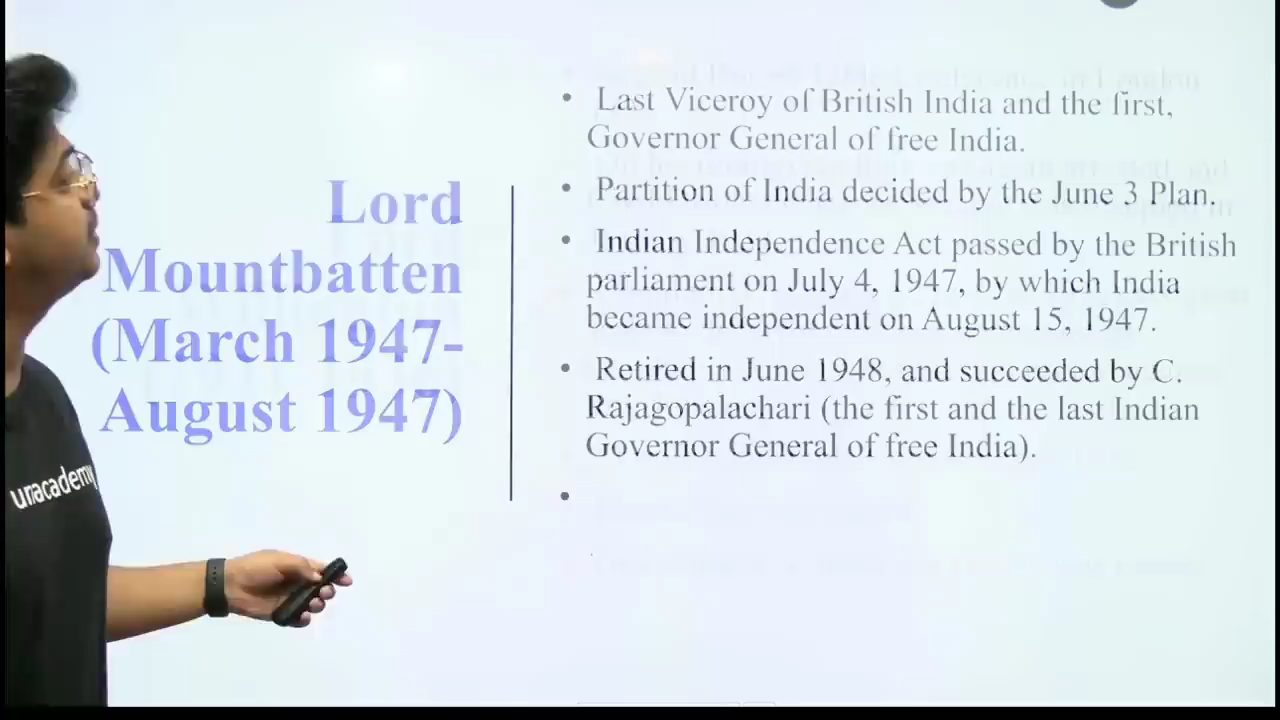 Lord
Mountbatten
(March 1947-
August 1947)
• Last Viceroy of British India and the first,
Governor General of free India.
• Partition of India decided by the June 3 Plan.
• Indian Independence Act passed by the British
parliament on July 4, 1947, by which India
became independent on August 15, 1947.
• Retired in June 1948, and succeeded by C.
Rajagopalachari (the first and the last Indian
Governor General of free India).
•
unacademy